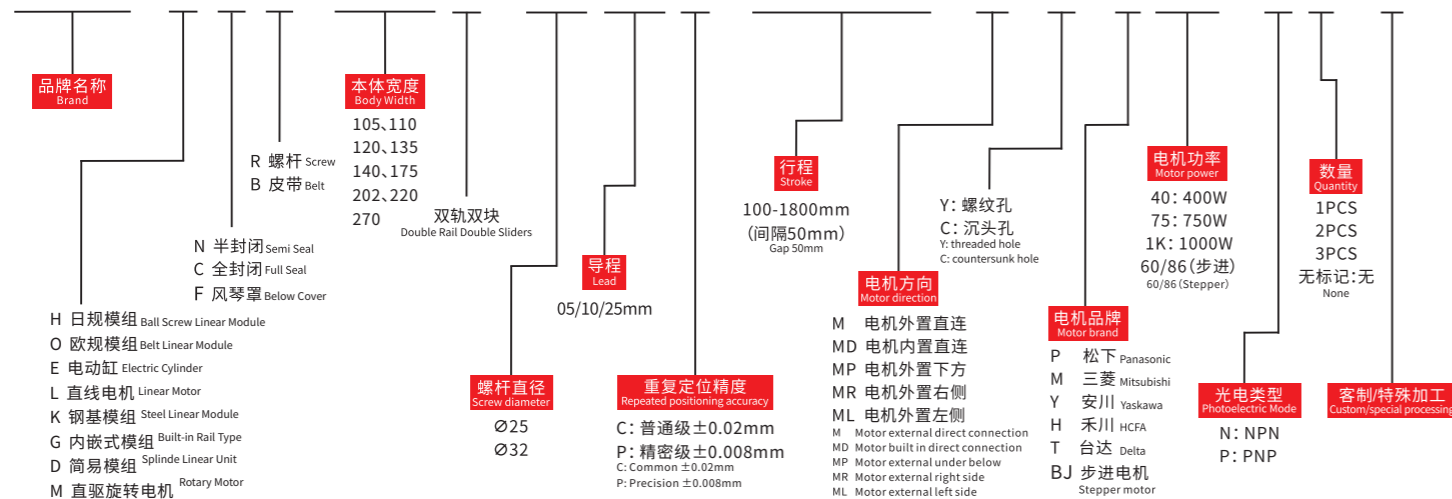 品牌名称
Brand
H 日规模组 Ball Screw Linear Module
O 欧规模组 Belt Linear Module
E 电动缸 Electric Cylinder
L 直线电机 Linear Motor
K 钢基模组 Steel Linear Module
G 内嵌式模组 Built-in Rail Type
D 简易模组 Splinde Linear Unit
M 直驱旋转电机 Rotary Motor
N 半封闭 Semi Seal
C 全封闭 Full Seal
F 风琴罩 Below Cover
R 螺杆 Screw
B 皮带 Belt
本体宽度
Body Width
105、110
120、135
140、175
202、220
270
双轨双块
Double Rail Double Sliders
螺杆直径
Screw diameter
∅25
∅32
导程
Lead
05/10/25mm
重复定位精度
Repeated positioning accuracy
C：普通级±0.02mm
P：精密级±0.008mm
C: Common ±0.02mm
P: Precision ±0.008mm
行程
Stroke
100-1800mm
（间隔50mm）
Gap 50mm
电机方向
Motor direction
M 电机外置直连
MD 电机内置直连
MP 电机外置下方
MR 电机外置右侧
ML 电机外置左侧
M Motor external direct connection
MD Motor built in direct connection
MP Motor external under below
MR Motor external right side
ML Motor external left side
Y：螺纹孔
C：沉头孔
Y: threaded hole
C: countersunk hole
电机品牌
Motor brand
P 松下 Panasonic
M 三菱 Mitsubishi
Y 安川 Yaskawa
H 禾川 HCFA
T 台达 Delta
BJ 步进电机
Stepper motor
电机功率
Motor power
40：400W
75：750W
1K：1000W
60/86（步进）
60/86 (Stepper)
光电类型
Photoelectric Mode
N：NPN
P：PNP
数量
Quantity
1PCS
2PCS
3PCS
无标记：无
None
客制/特殊加工
Custom/special processing